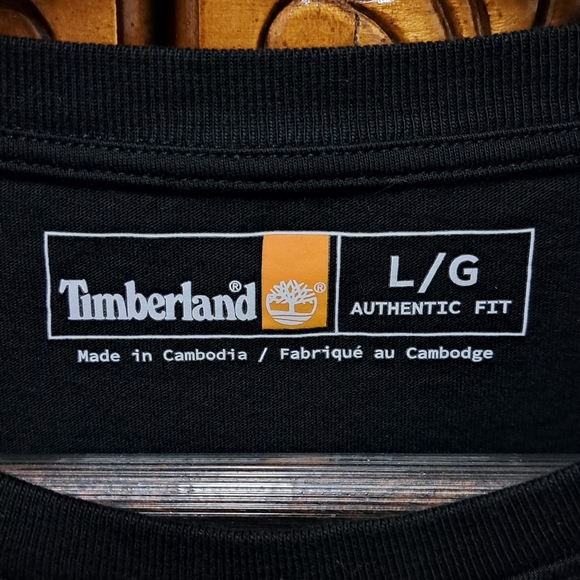 Timberland® ®
L/G
AUTHENTIC FIT
Made in Cambodia / Fabriqué au Cambodge